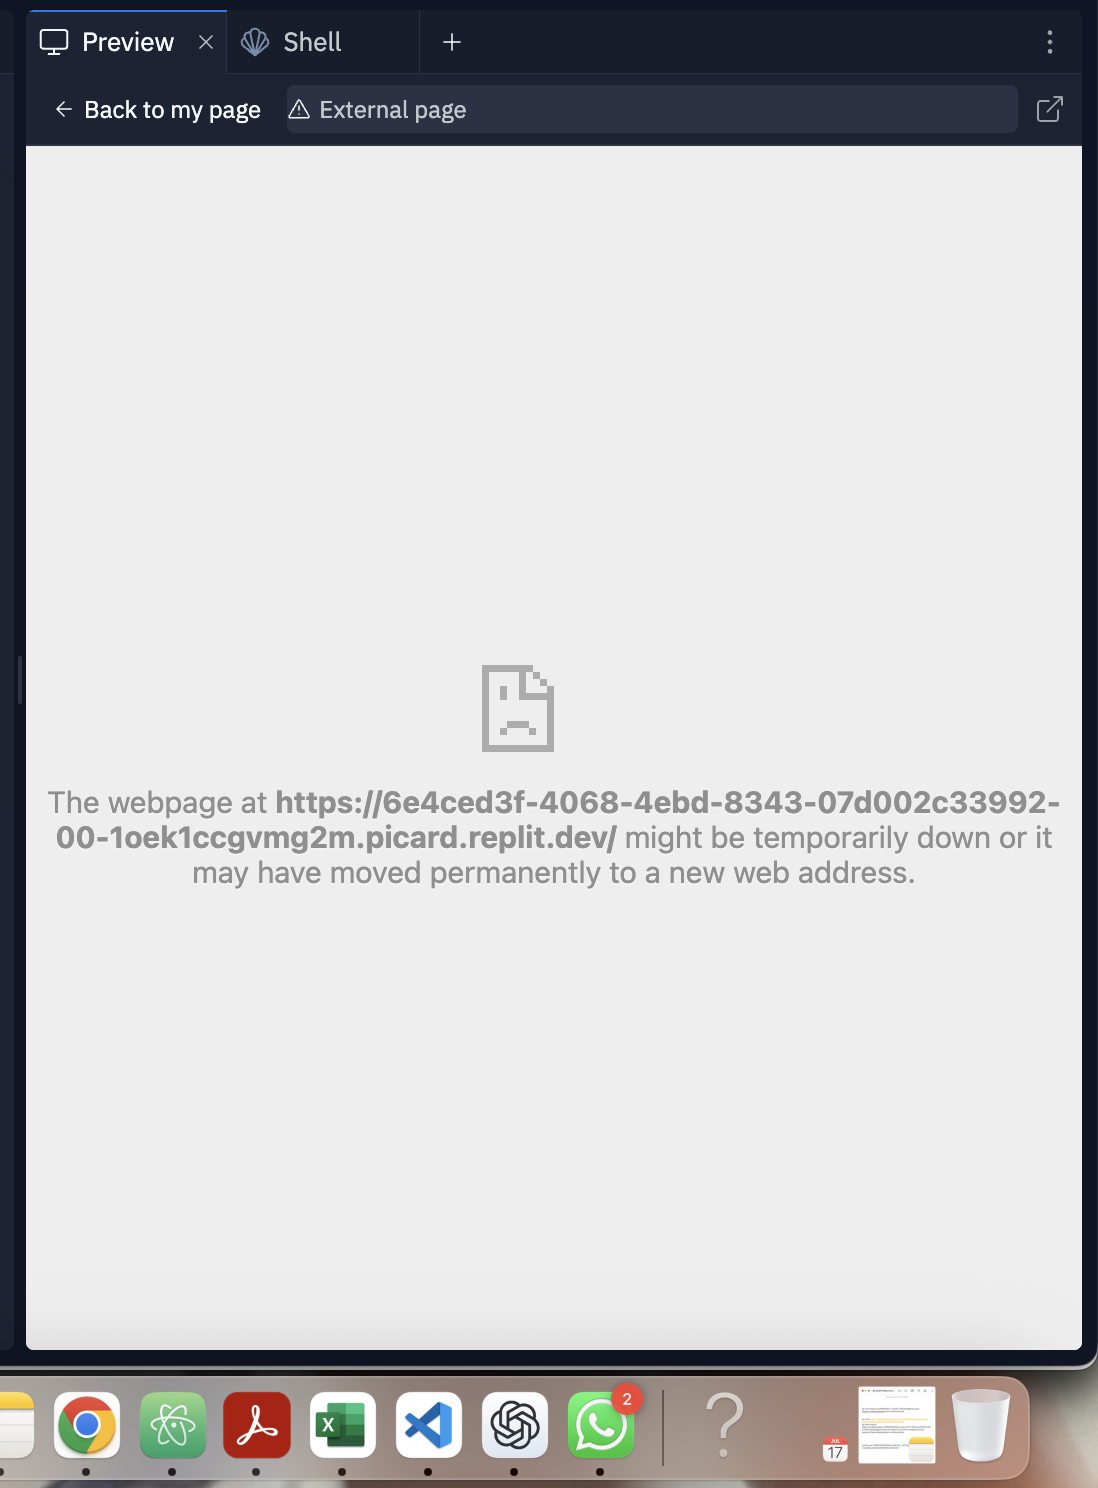 Preview
Shell
Back to my page
External page
The webpage at https://6e4ced3f-4068-4ebd-8343-07d002c33992-
00-1oek1ccgvmg2m.picard.replit.dev/ might be temporarily down or it
may have moved permanently to a new web address.
X
2
?
JUL
17